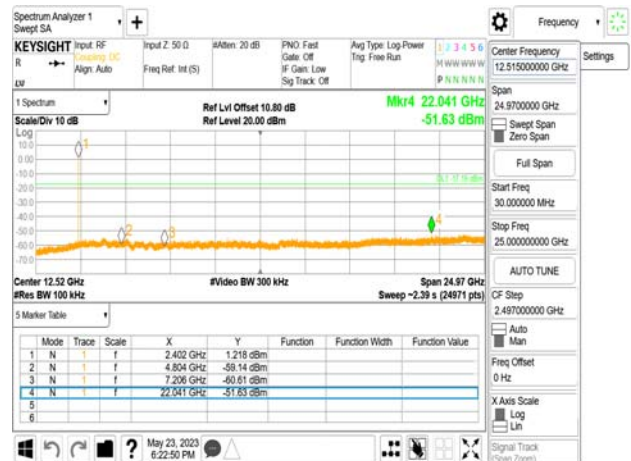 Spectrum Analyzer 1
Swept SA
+
Frequency
KEYSIGHT
R
Input: RF
Coupling: DC
Align: Auto
Input Z: 50 Ω
Freq Ref: Int (S)
#Atten: 20 dB
PNO: Fast
Gate: Off
IF Gain: Low
Sig Track: Off
Avg Type: Log-Power
Trig: Free Run
1 2 3 4 5 6
M W W W W W
P N N N N N
Center Frequency
12.515000000 GHz
Settings
Span
24.9700000 GHz
Swept Span
Zero Span
Full Span
Start Freq
30.000000 MHz
Stop Freq
25.000000000 GHz
AUTO TUNE
CF Step
2.497000000 GHz
Auto
Man
Freq Offset
0 Hz
X Axis Scale
Log
Lin
Signal Track
(Span Zoom)
1 Spectrum
Scale/Div 10 dB
Ref Lvl Offset 10.80 dB
Ref Level 20.00 dBm
Mkr4 22.041 GHz
-51.63 dBm
Log
10.0
0.00
-10.0
-20.0
-30.0
-40.0
-50.0
-60.0
-70.0
1
2
3
4
Center 12.52 GHz
#Res BW 100 kHz
#Video BW 300 kHz
Span 24.97 GHz
Sweep ~2.39 s (24971 pts)
5 Marker Table
Mode Trace Scale X Y Function Function Width Function Value
1 N 1 f 2.402 GHz 1.218 dBm
2 N 1 f 4.804 GHz -59.14 dBm
3 N 1 f 7.206 GHz -60.61 dBm
4 N 1 f 22.041 GHz -51.63 dBm
5
6
?
May 23, 2023
6:22:50 PM